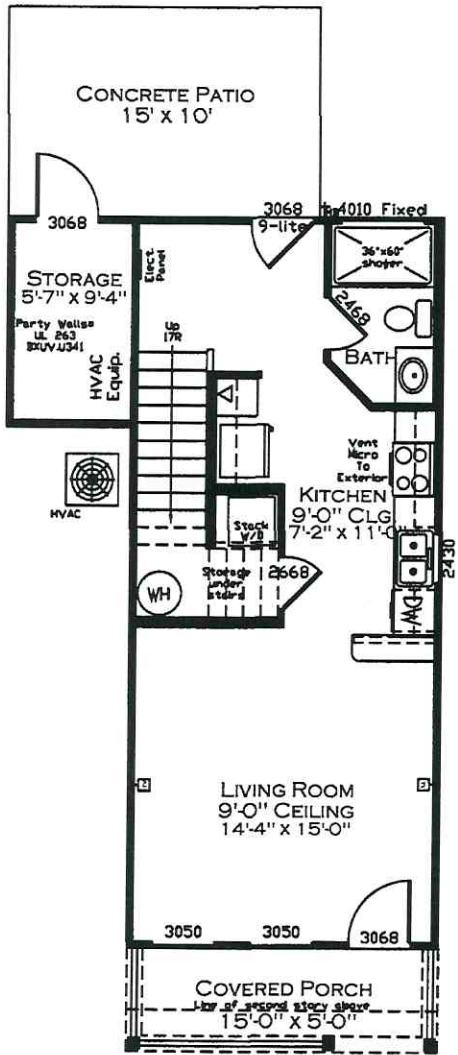 CONCRETE PATIO
15' x 10'
3068
3068
9-lite
4010 Fixed
36"x60"
shower
STORAGE
5'-7" x 9'-4"
Party Walls=
UL 263
BXUV.U341
HVAC
Equip.
Elect.
Panel
Up
17R
2468
BATH
HVAC
Vent
Micro
To
Exterior
KITCHEN
9'-0" CLG
7'-2" x 11'-0"
2430
Stack
W/D
Storage
under
stairs
2668
WH
DW
LIVING ROOM
9'-0" CEILING
14'-4" x 15'-0"
3050
3050
3068
COVERED PORCH
Line of second story above
15'-0" x 5'-0"